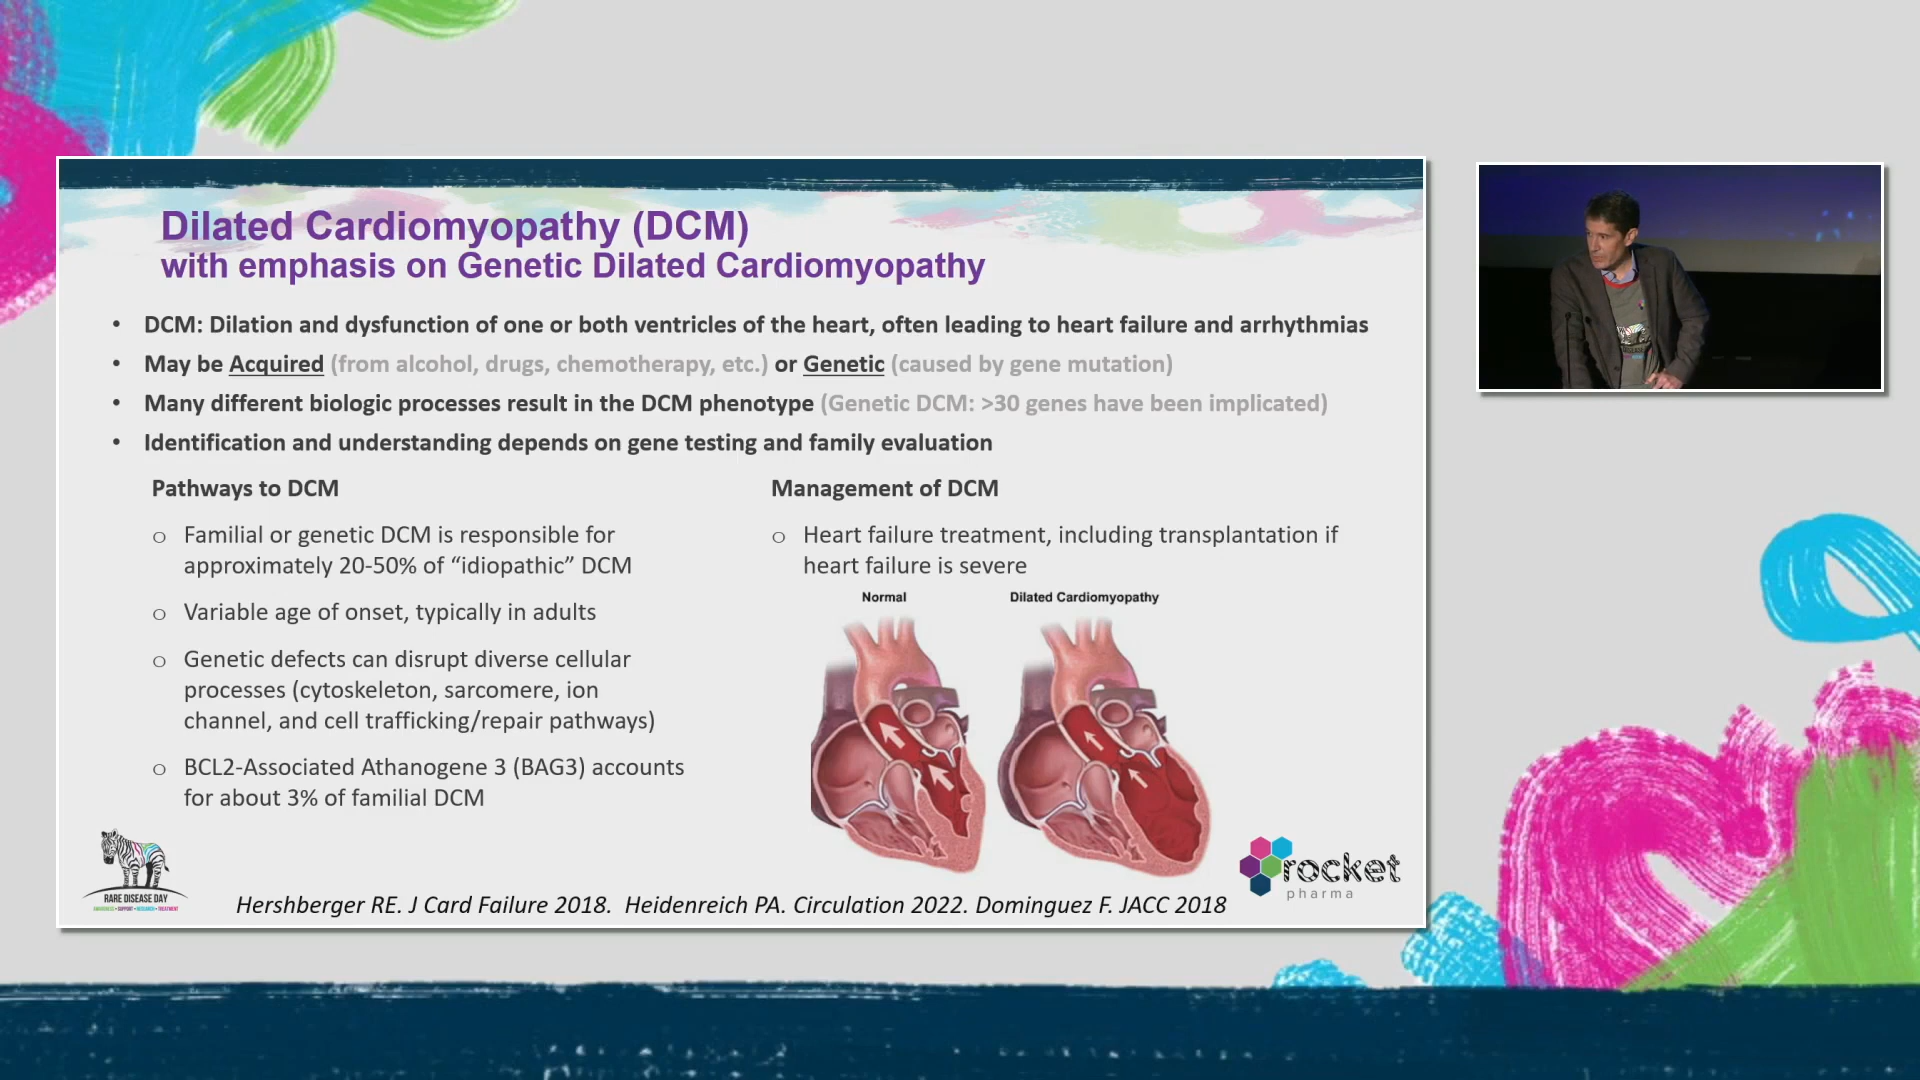 Dilated Cardiomyopathy (DCM)
with emphasis on Genetic Dilated Cardiomyopathy
• DCM: Dilation and dysfunction of one or both ventricles of the heart, often leading to heart failure and arrhythmias
• May be Acquired (from alcohol, drugs, chemotherapy, etc.) or Genetic (caused by gene mutation)
• Many different biologic processes result in the DCM phenotype (Genetic DCM: >30 genes have been implicated)
• Identification and understanding depends on gene testing and family evaluation
Pathways to DCM
o Familial or genetic DCM is responsible for
approximately 20-50% of “idiopathic” DCM
o Variable age of onset, typically in adults
o Genetic defects can disrupt diverse cellular
processes (cytoskeleton, sarcomere, ion
channel, and cell trafficking/repair pathways)
o BCL2-Associated Athanogene 3 (BAG3) accounts
for about 3% of familial DCM
Management of DCM
o Heart failure treatment, including transplantation if
heart failure is severe
Normal
Dilated Cardiomyopathy
RARE DISEASE DAY
AWARENESS • SUPPORT • RESEARCH • TREATMENT
Hershberger RE. J Card Failure 2018. Heidenreich PA. Circulation 2022. Dominguez F. JACC 2018
rocket
pharma